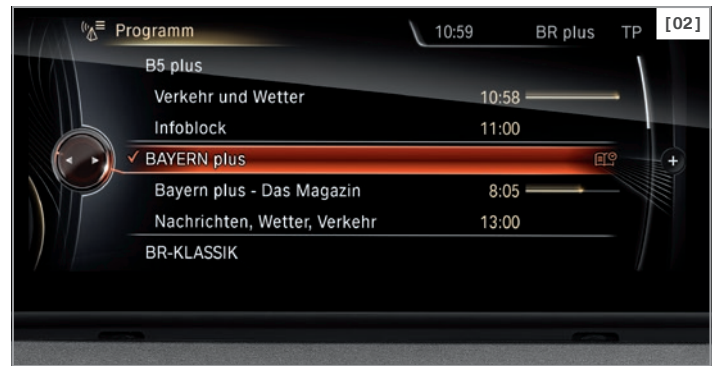 Programm 10:59 BR plus TP [02]
B5 plus
Verkehr und Wetter 10:58
Infoblock 11:00
BAYERN plus
Bayern plus - Das Magazin 8:05
Nachrichten, Wetter, Verkehr 13:00
BR-KLASSIK